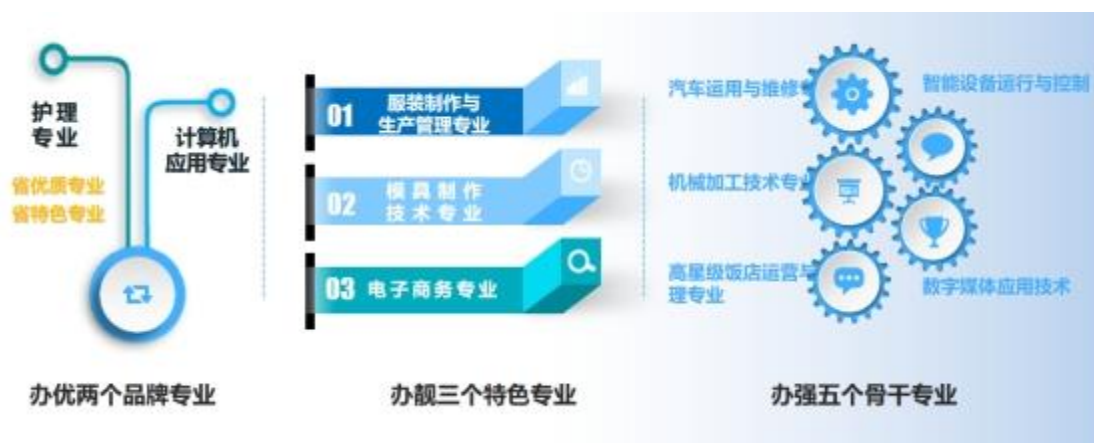 护理
专业
计算机
应用专业
省优质专业
省特色专业
办优两个品牌专业
01
服装制作与
生产管理专业
02
模具制作
技术专业
03
电子商务专业
办靓三个特色专业
汽车运用与维修
智能设备运行与控制
机械加工技术专
高星级饭店运营与
理专业
数字媒体应用技术
办强五个骨干专业